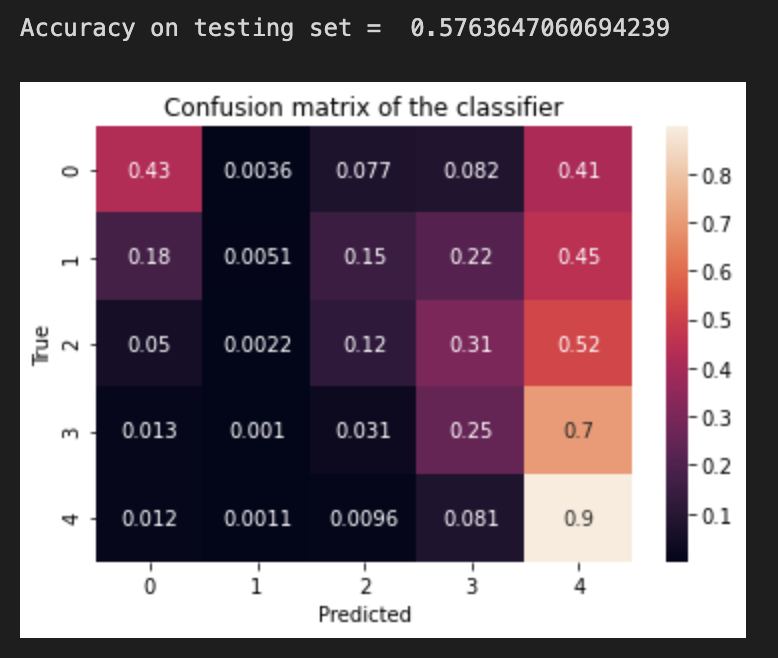 Accuracy on testing set =  0.5763647060694239
Confusion matrix of the classifier
0 0.43 0.0036 0.077 0.082 0.41
1 0.18 0.0051 0.15 0.22 0.45
2 0.05 0.0022 0.12 0.31 0.52
3 0.013 0.001 0.031 0.25 0.7
4 0.012 0.0011 0.0096 0.081 0.9
0 1 2 3 4
Predicted
True
0.8
0.7
0.6
0.5
0.4
0.3
0.2
0.1